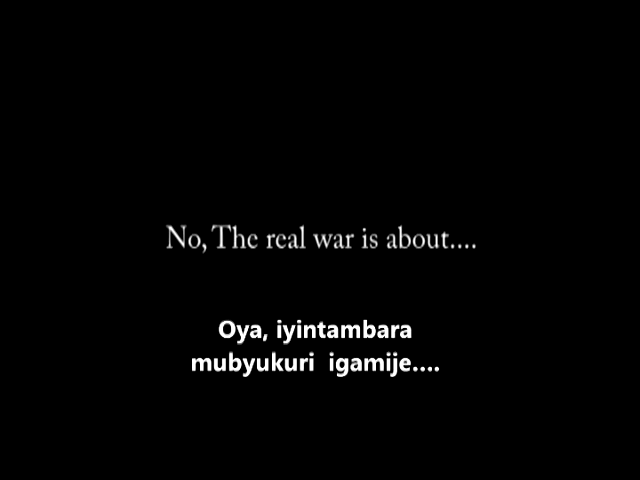 No, The real war is about....
Oya, iyintambara
mubyukuri  igamije....